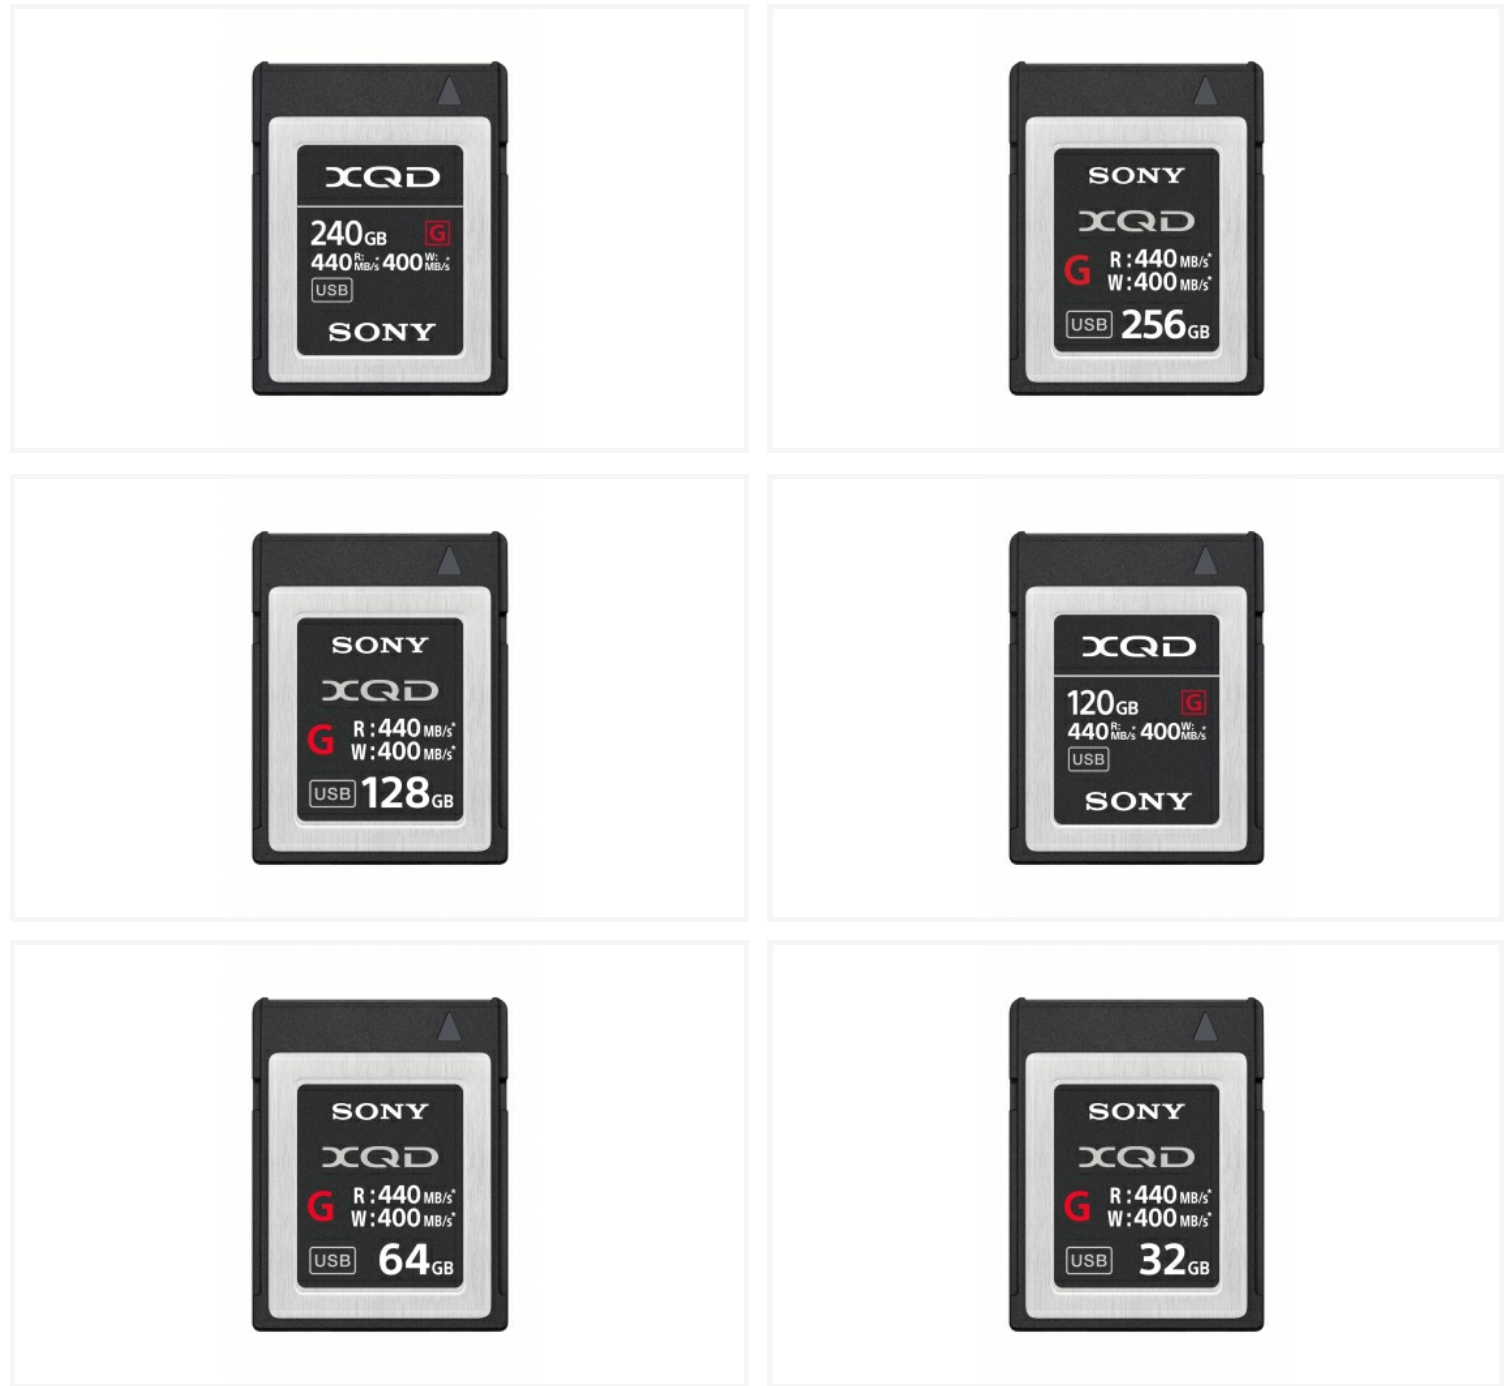 XQD
240GB G
440 R: MB/s* 400 W: MB/s*
USB
SONY
SONY
XQD
G R:440 MB/s*
W:400 MB/s*
USB 256GB
SONY
XQD
G R:440 MB/s*
W:400 MB/s*
USB 128GB
XQD
120GB G
440 R: MB/s* 400 W: MB/s*
USB
SONY
SONY
XQD
G R:440 MB/s*
W:400 MB/s*
USB 64GB
SONY
XQD
G R:440 MB/s*
W:400 MB/s*
USB 32GB